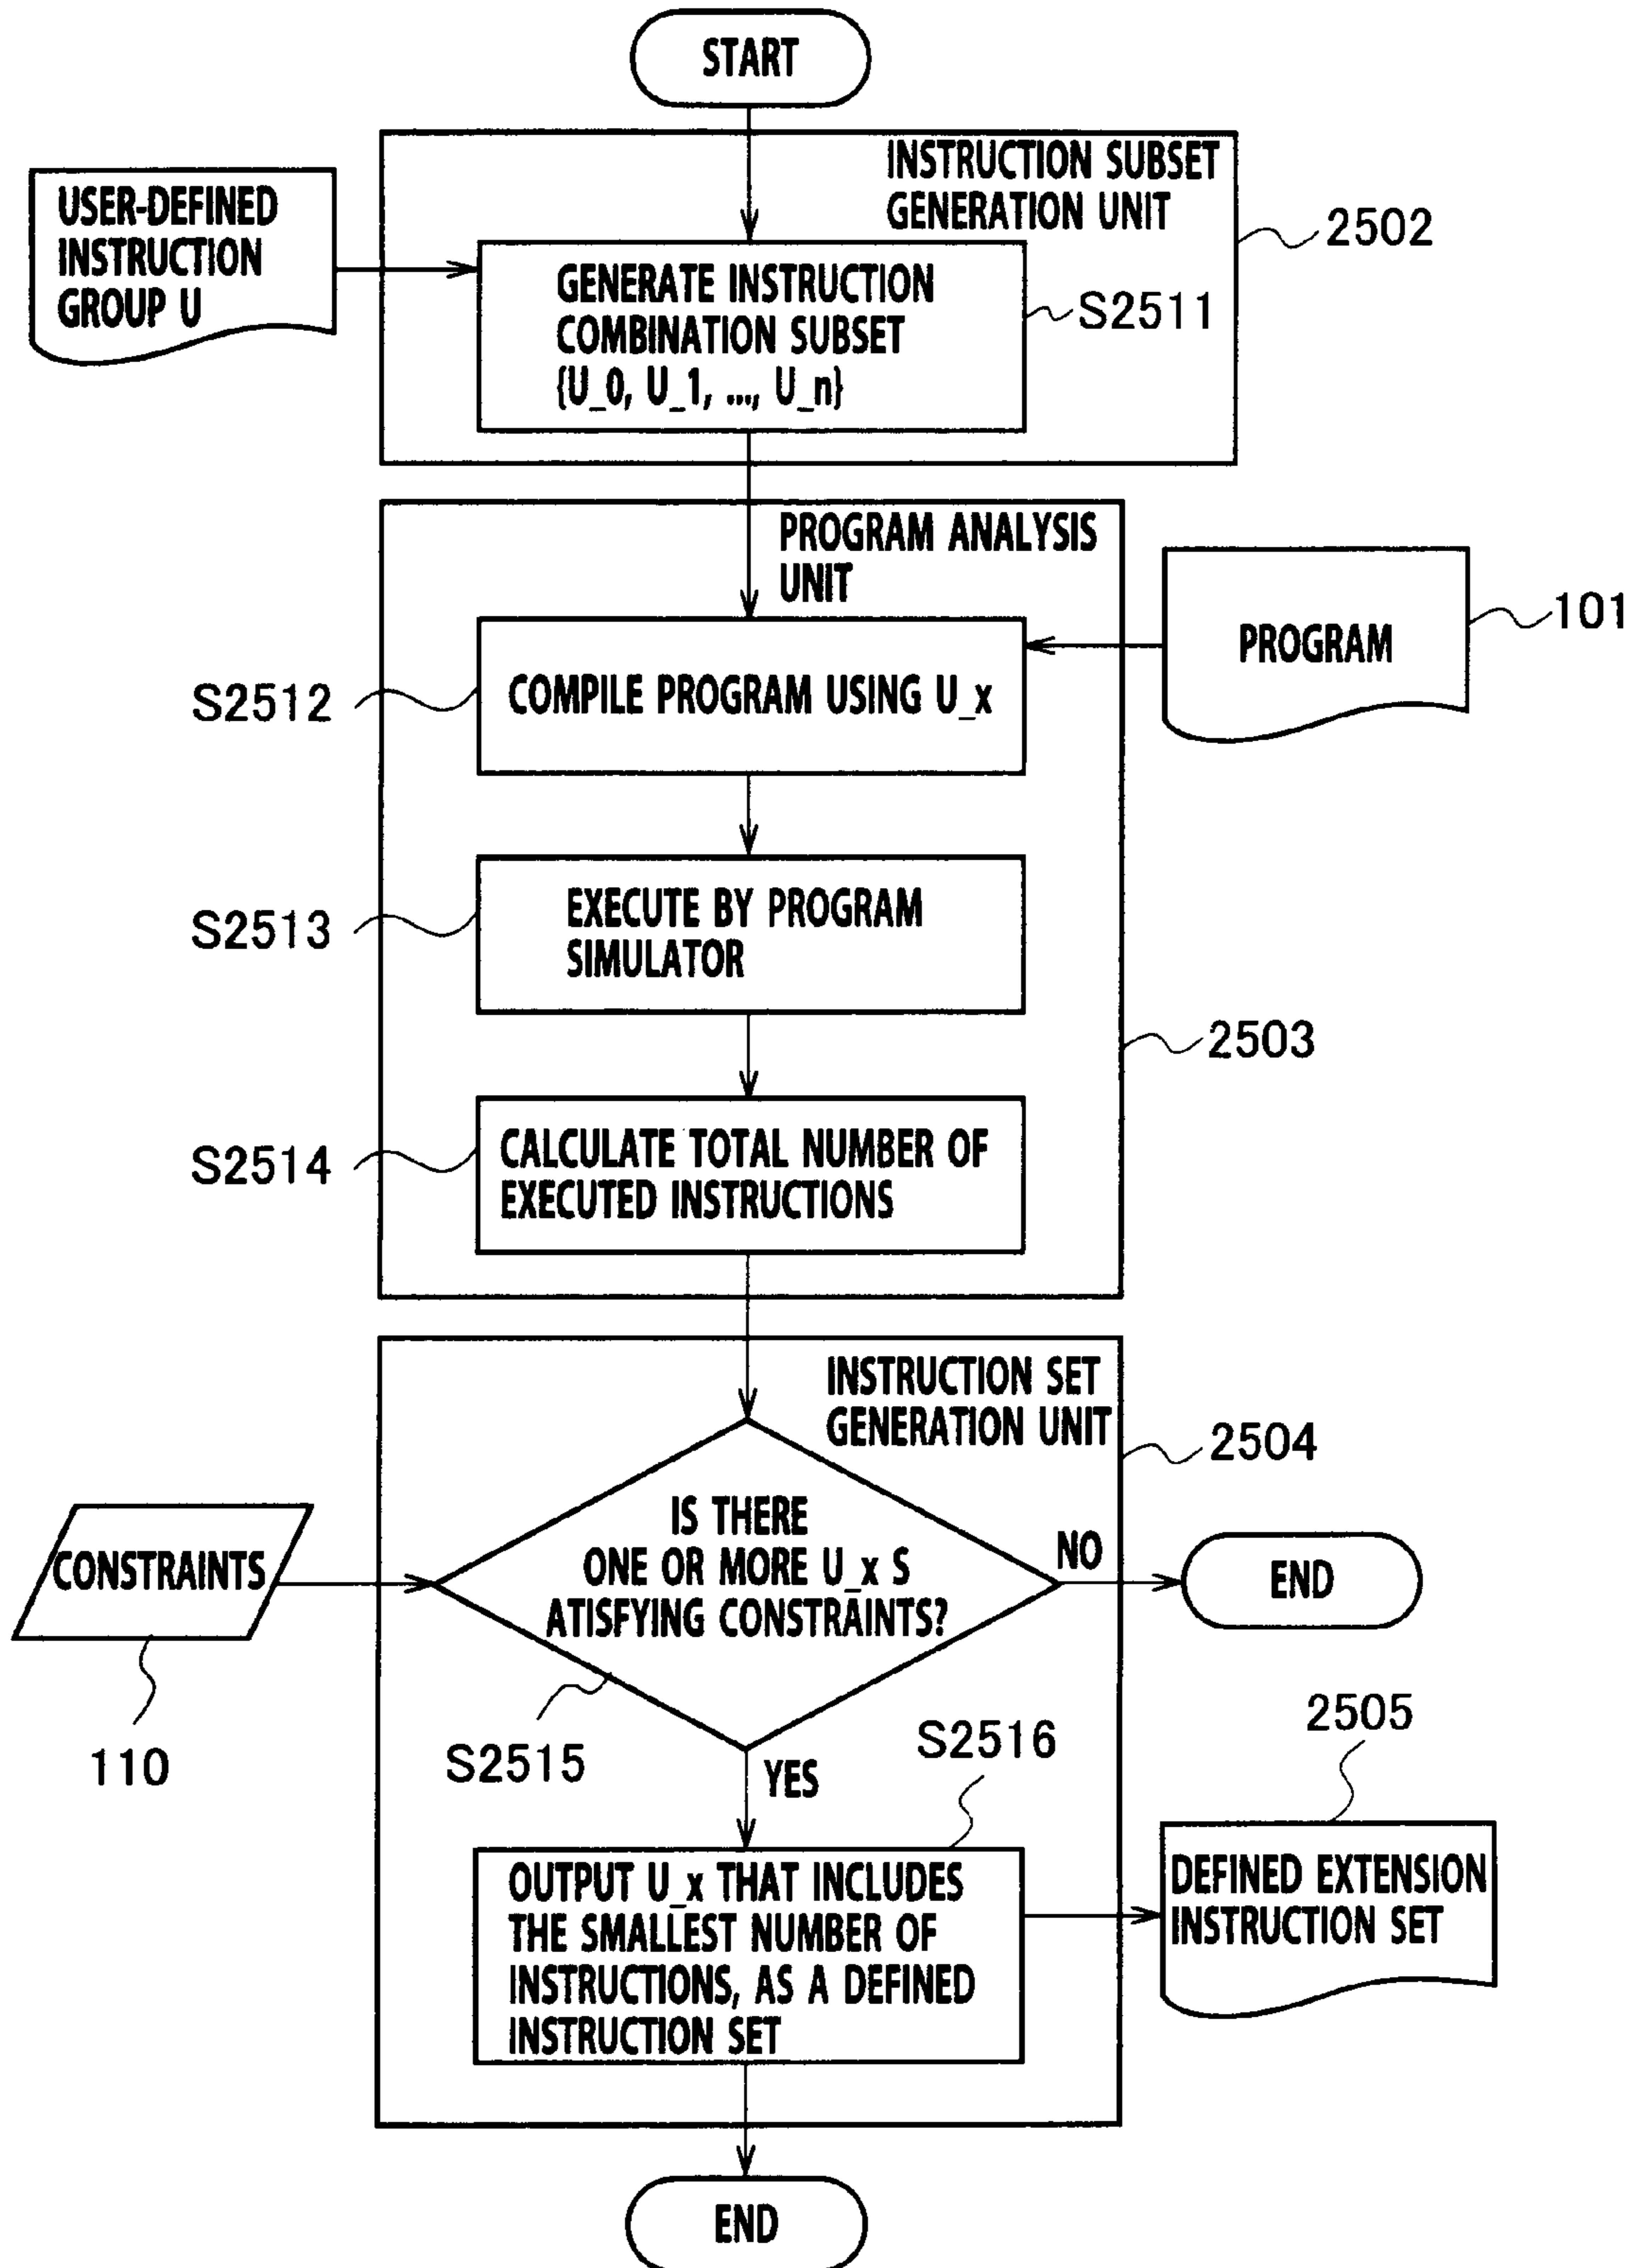 START
INSTRUCTION SUBSET
GENERATION UNIT
2502
USER-DEFINED
INSTRUCTION
GROUP U
GENERATE INSTRUCTION
COMBINATION SUBSET
{U_0, U_1, ..., U_n}
S2511
PROGRAM ANALYSIS
UNIT
PROGRAM
101
S2512
COMPILE PROGRAM USING U_x
S2513
EXECUTE BY PROGRAM
SIMULATOR
2503
S2514
CALCULATE TOTAL NUMBER OF
EXECUTED INSTRUCTIONS
INSTRUCTION SET
GENERATION UNIT
2504
CONSTRAINTS
110
IS THERE
ONE OR MORE U_x S
ATISFYING CONSTRAINTS?
NO
END
S2515
YES
S2516
2505
OUTPUT U_x THAT INCLUDES
THE SMALLEST NUMBER OF
INSTRUCTIONS, AS A DEFINED
INSTRUCTION SET
DEFINED EXTENSION
INSTRUCTION SET
END